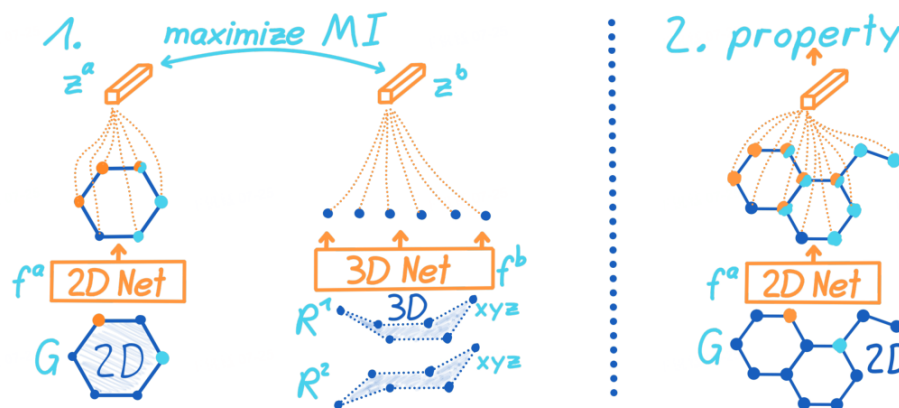 1.
maximize MI
z^a
z^b
f^a
2D Net
3D Net
f^b
G
2D
R^1
3D
xyz
R^2
xyz
2. property
f^a
2D Net
G
2D